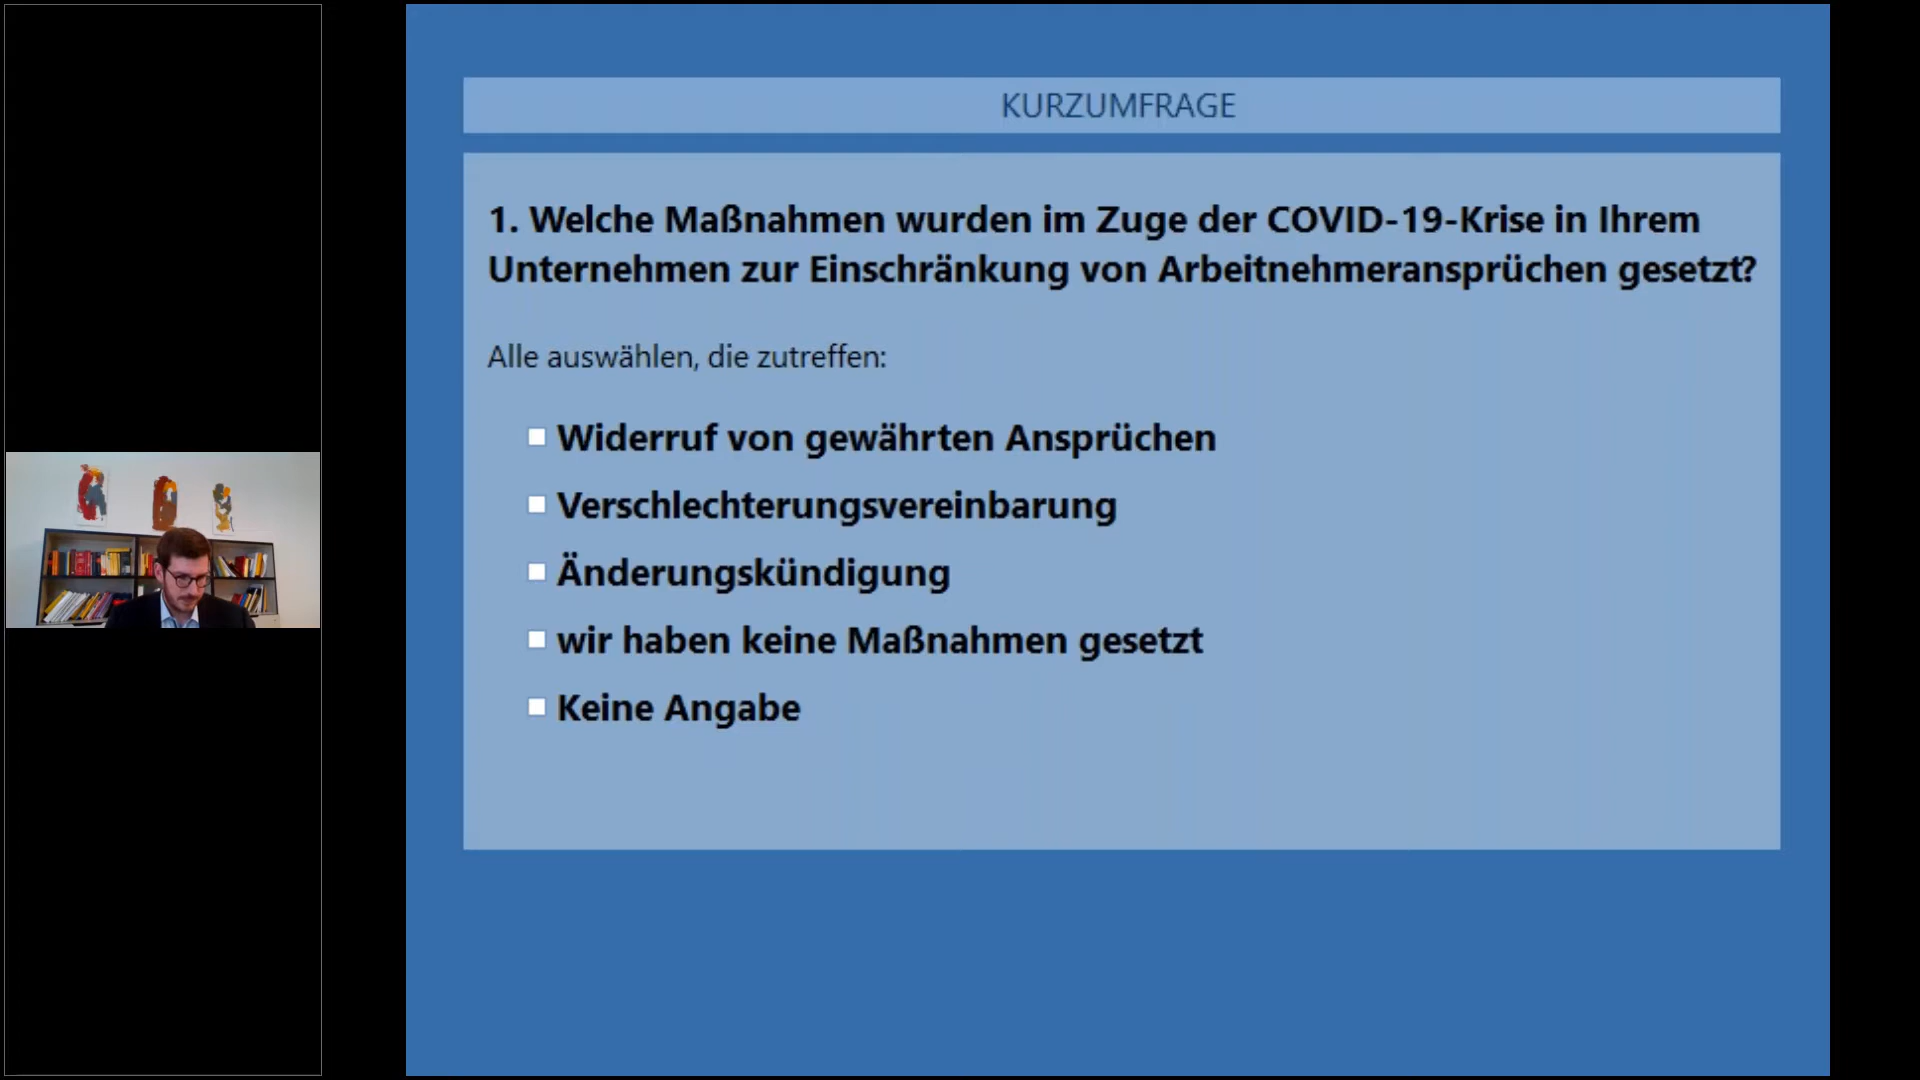 KURZUMFRAGE
1. Welche Maßnahmen wurden im Zuge der COVID-19-Krise in Ihrem
Unternehmen zur Einschränkung von Arbeitnehmeransprüchen gesetzt?
Alle auswählen, die zutreffen:
Widerruf von gewährten Ansprüchen
Verschlechterungsvereinbarung
Änderungskündigung
wir haben keine Maßnahmen gesetzt
Keine Angabe